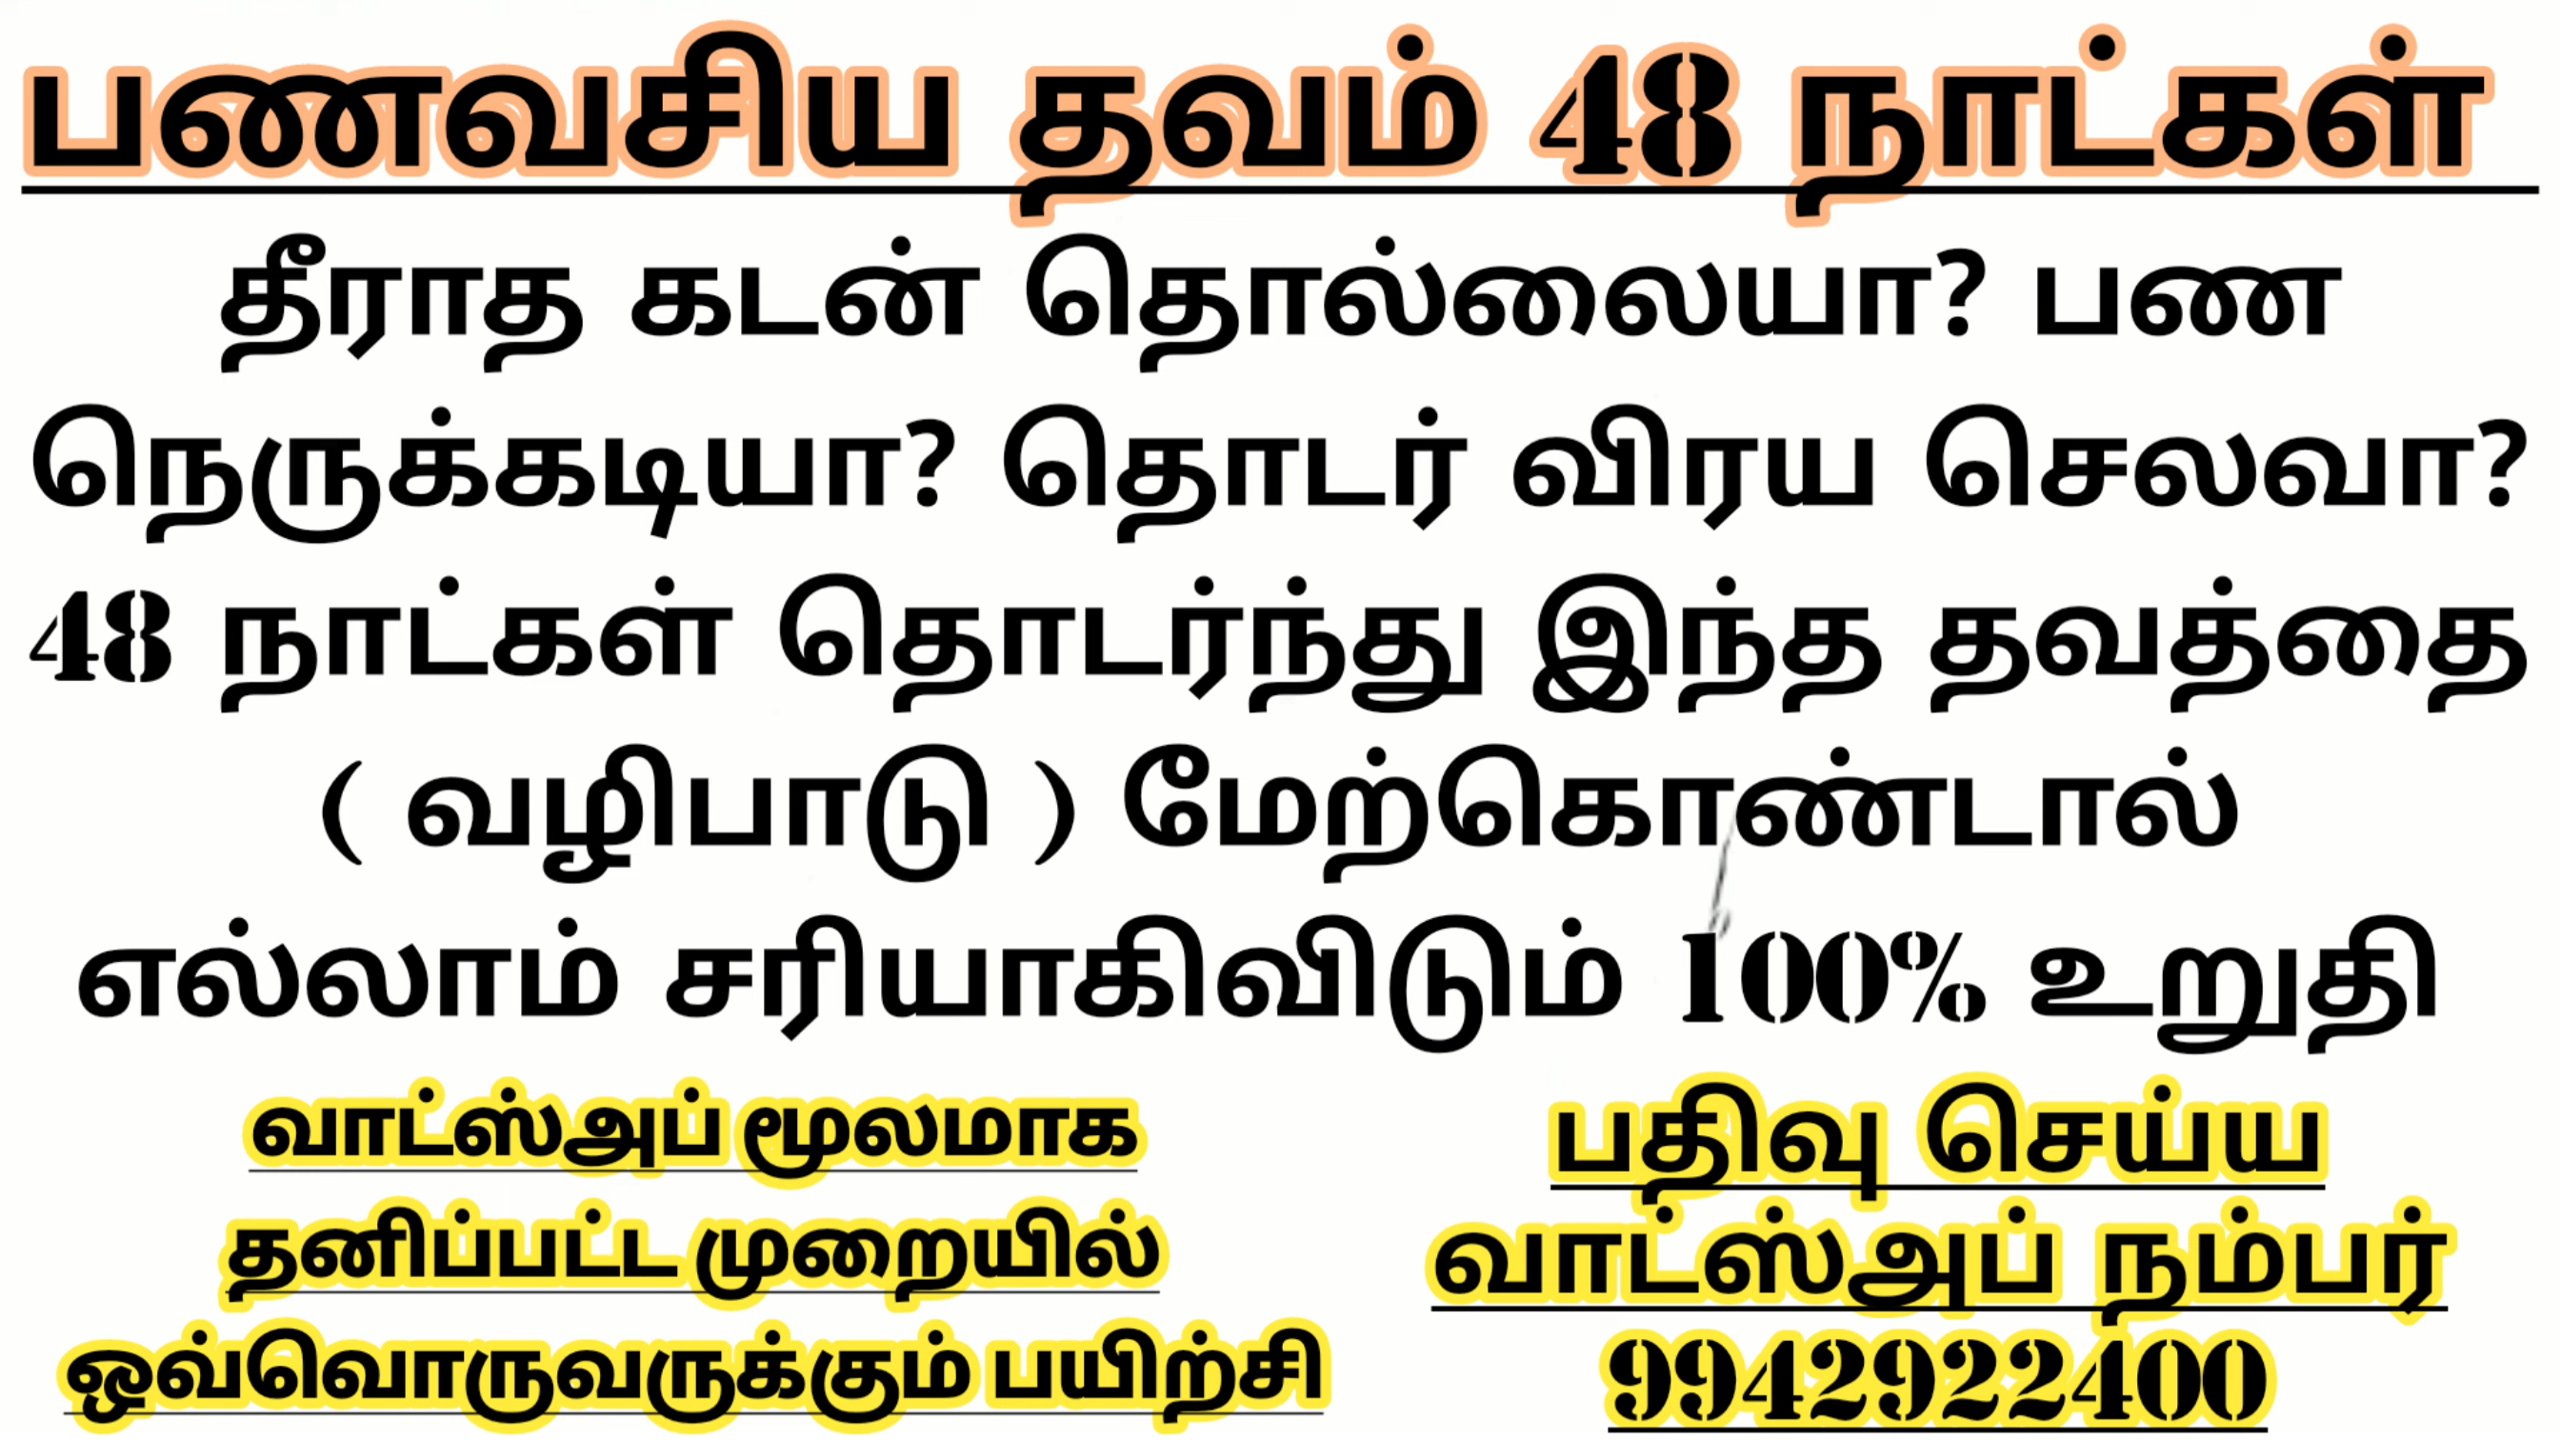 பணவசிய தவம் 48 நாட்கள்
தீராத கடன் தொல்லையா? பண
நெருக்கடியா? தொடர் விரய செலவா?
48 நாட்கள் தொடர்ந்து இந்த தவத்தை
( வழிபாடு ) மேற்கொண்டால்
எல்லாம் சரியாகிவிடும் 100% உறுதி
வாட்ஸ்அப் மூலமாக
தனிப்பட்ட முறையில்
ஒவ்வொருவருக்கும் பயிற்சி
பதிவு செய்ய
வாட்ஸ்அப் நம்பர்
9942922400